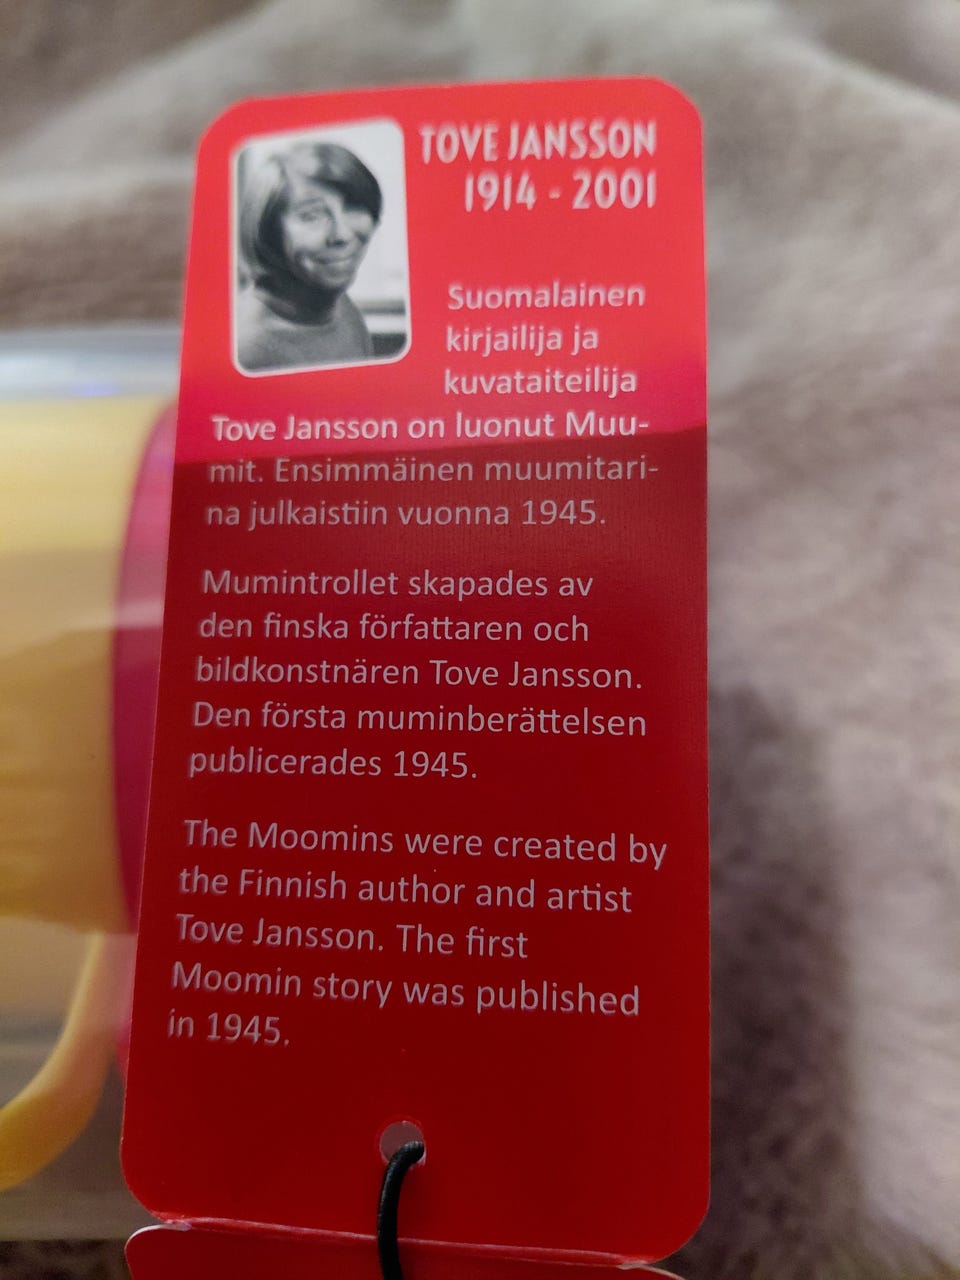 TOVE JANSSON
1914 - 2001
Suomalainen
kirjailija ja
kuvataiteilija
Tove Jansson on luonut Muu-
mit. Ensimmäinen muumitari-
na julkaistiin vuonna 1945.
Mumintrollet skapades av
den finska författaren och
bildkonstnären Tove Jansson.
Den första muminberättelsen
publicerades 1945.
The Moomins were created by
the Finnish author and artist
Tove Jansson. The first
Moomin story was published
in 1945.